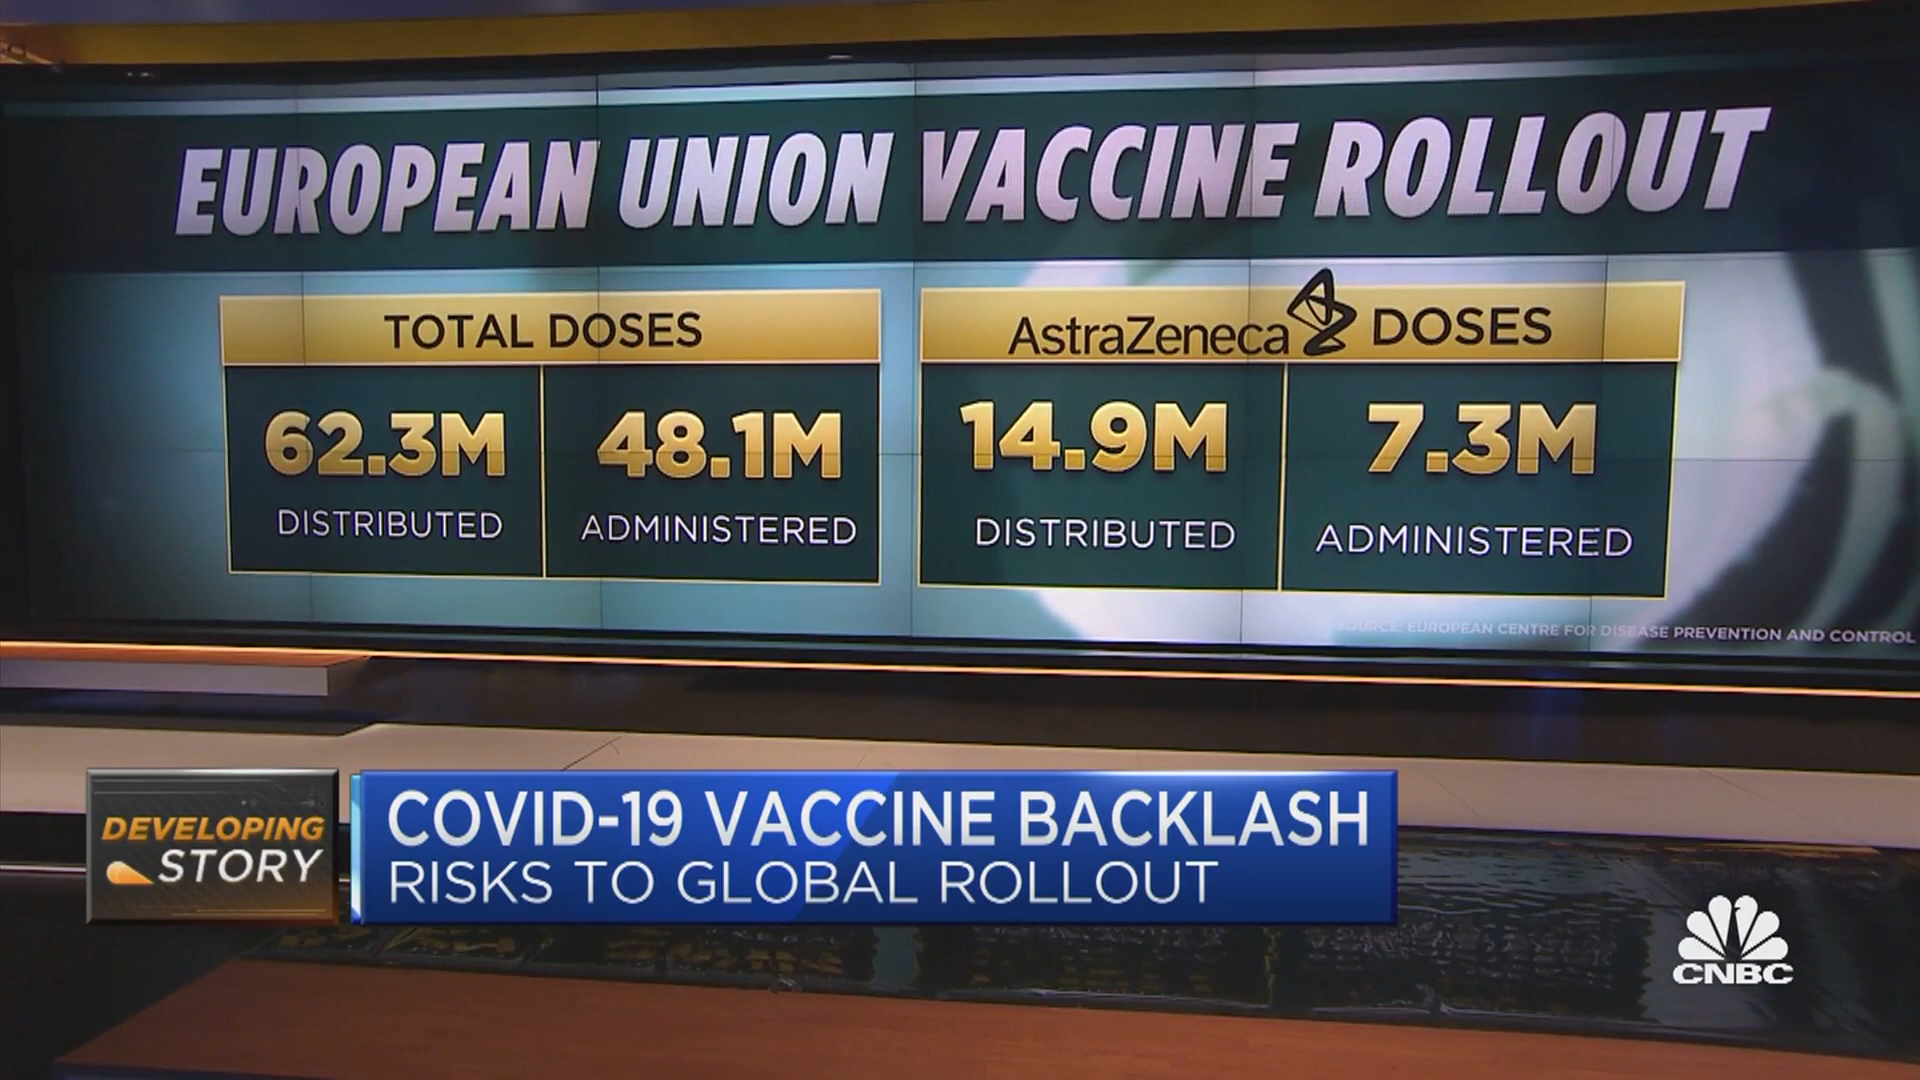 EUROPEAN UNION VACCINE ROLLOUT
TOTAL DOSES
62.3M
DISTRIBUTED
48.1M
ADMINISTERED
AstraZeneca DOSES
14.9M
DISTRIBUTED
7.3M
ADMINISTERED
SOURCE: EUROPEAN CENTRE FOR DISEASE PREVENTION AND CONTROL
DEVELOPING
STORY
COVID-19 VACCINE BACKLASH
RISKS TO GLOBAL ROLLOUT
CNBC